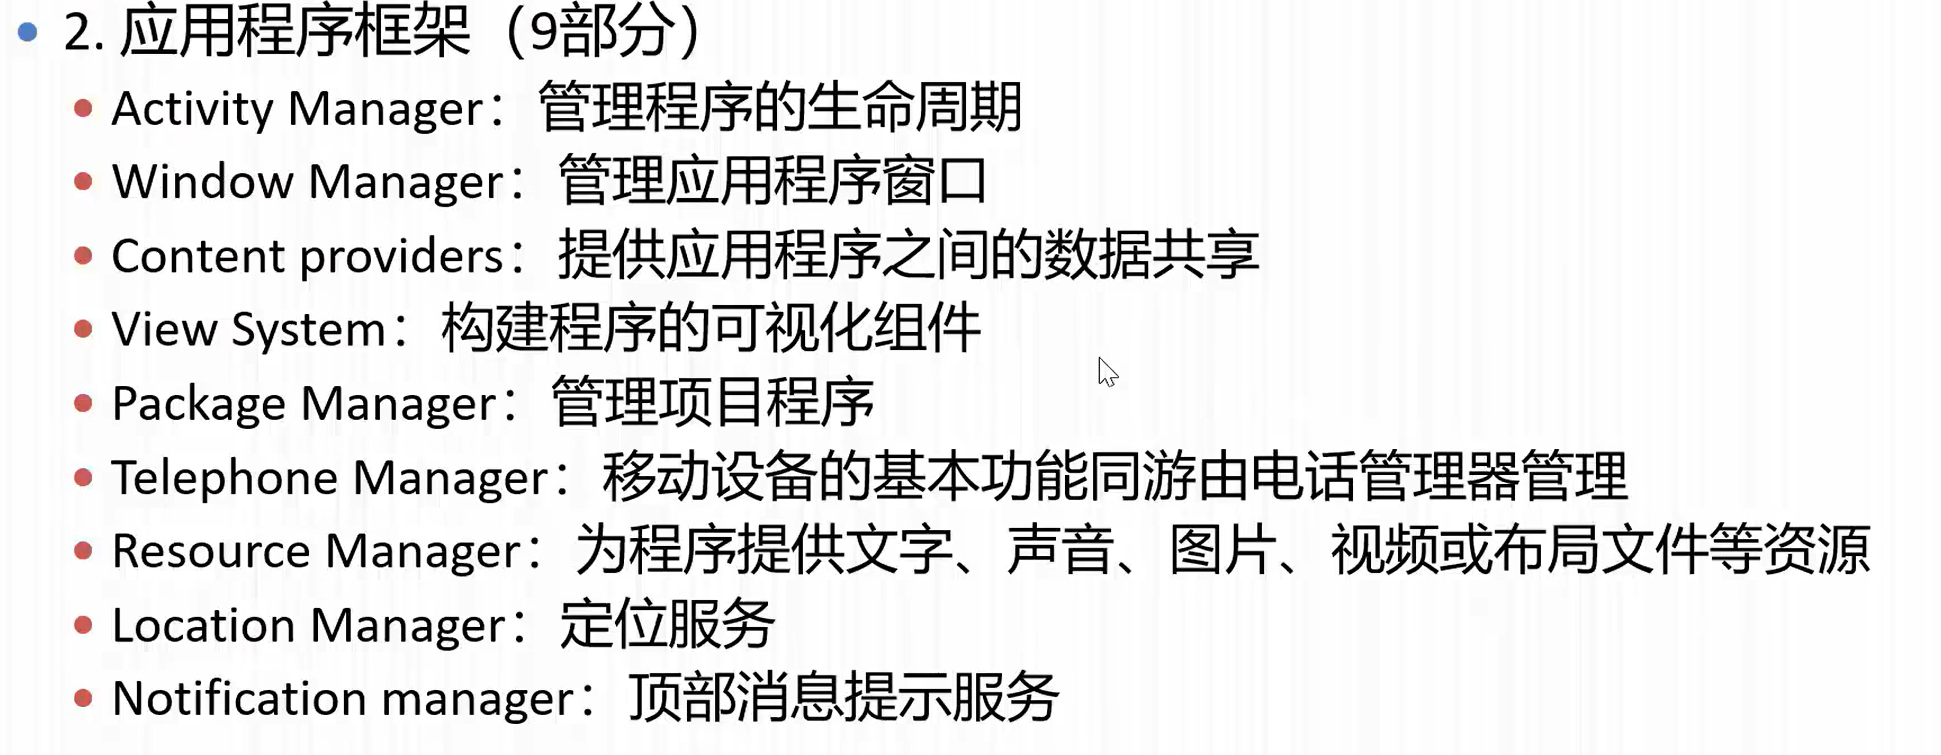 2. 应用程序框架（9部分）
Activity Manager：管理程序的生命周期
Window Manager：管理应用程序窗口
Content providers：提供应用程序之间的数据共享
View System：构建程序的可视化组件
Package Manager：管理项目程序
Telephone Manager：移动设备的基本功能同游由电话管理器管理
Resource Manager：为程序提供文字、声音、图片、视频或布局文件等资源
Location Manager：定位服务
Notification manager：顶部消息提示服务